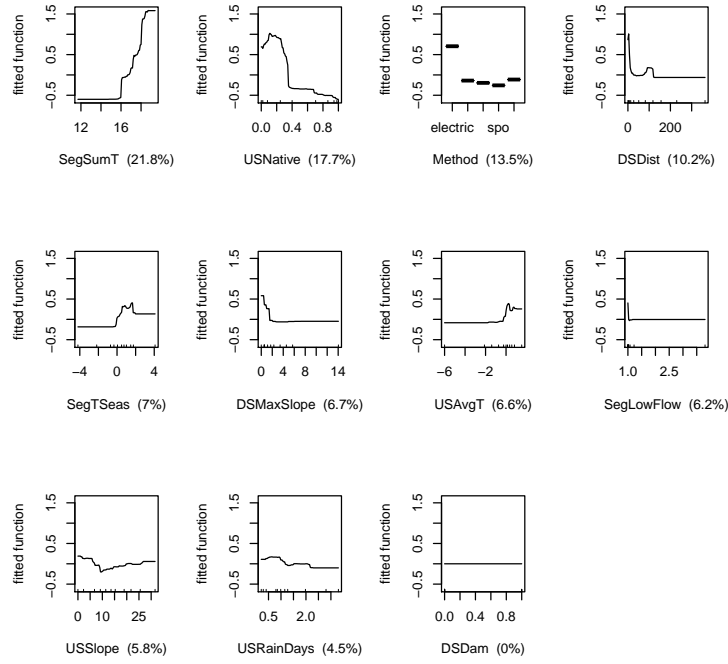 fitted function
−0.5 0.5 1.5
12 16
SegSumT (21.8%)
fitted function
−0.5 0.5 1.5
0.0 0.4 0.8
USNative (17.7%)
fitted function
−0.5 0.5 1.5
electric spo
Method (13.5%)
fitted function
−0.5 0.5 1.5
0 200
DSDist (10.2%)
fitted function
−0.5 0.5 1.5
−4 0 2 4
SegTSeas (7%)
fitted function
−0.5 0.5 1.5
0 2 4 6 8 14
DSMaxSlope (6.7%)
fitted function
−0.5 0.5 1.5
−6 −2
USAvgT (6.6%)
fitted function
−0.5 0.5 1.5
1.0 2.5
SegLowFlow (6.2%)
fitted function
−0.5 0.5 1.5
0 10 25
USSlope (5.8%)
fitted function
−0.5 0.5 1.5
0.5 2.0
USRainDays (4.5%)
fitted function
−0.5 0.5 1.5
0.0 0.4 0.8
DSDam (0%)